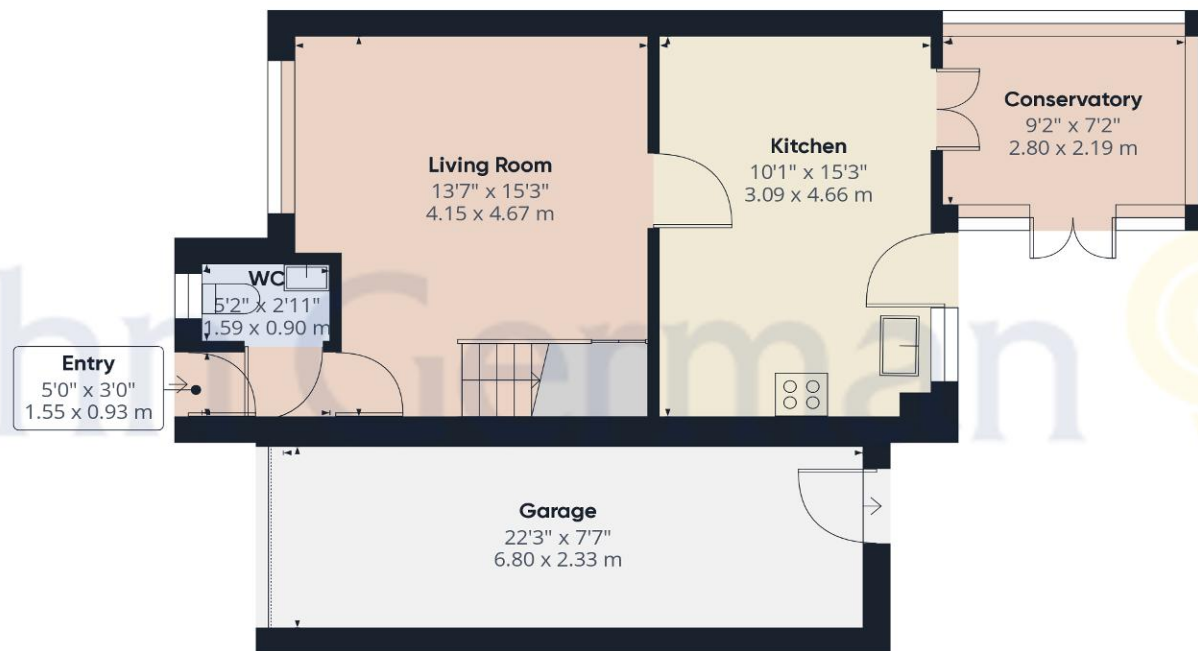 Living Room
13'7" x 15'3"
4.15 x 4.67 m
Kitchen
10'1" x 15'3"
3.09 x 4.66 m
Conservatory
9'2" x 7'2"
2.80 x 2.19 m
WC
5'2" x 2'11"
1.59 x 0.90 m
Entry
5'0" x 3'0"
1.55 x 0.93 m
Garage
22'3" x 7'7"
6.80 x 2.33 m
hn German